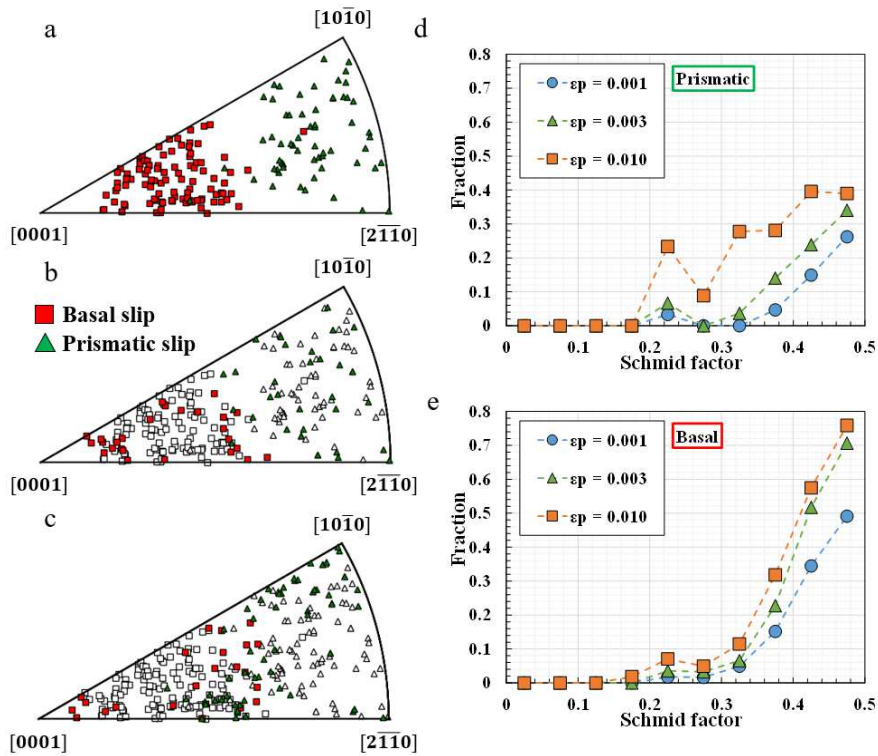 a
[101̅0]
[0001]
[21̅1̅0]
b
[101̅0]
Basal slip
Prismatic slip
[0001]
[21̅1̅0]
c
[101̅0]
[0001]
[21̅1̅0]
d
0.8
0.7
0.6
0.5
0.4
0.3
0.2
0.1
0
Fraction
εp = 0.001
εp = 0.003
εp = 0.010
Prismatic
0 0.1 0.2 0.3 0.4 0.5
Schmid factor
e
0.8
0.7
0.6
0.5
0.4
0.3
0.2
0.1
0
Fraction
εp = 0.001
εp = 0.003
εp = 0.010
Basal
0 0.1 0.2 0.3 0.4 0.5
Schmid factor